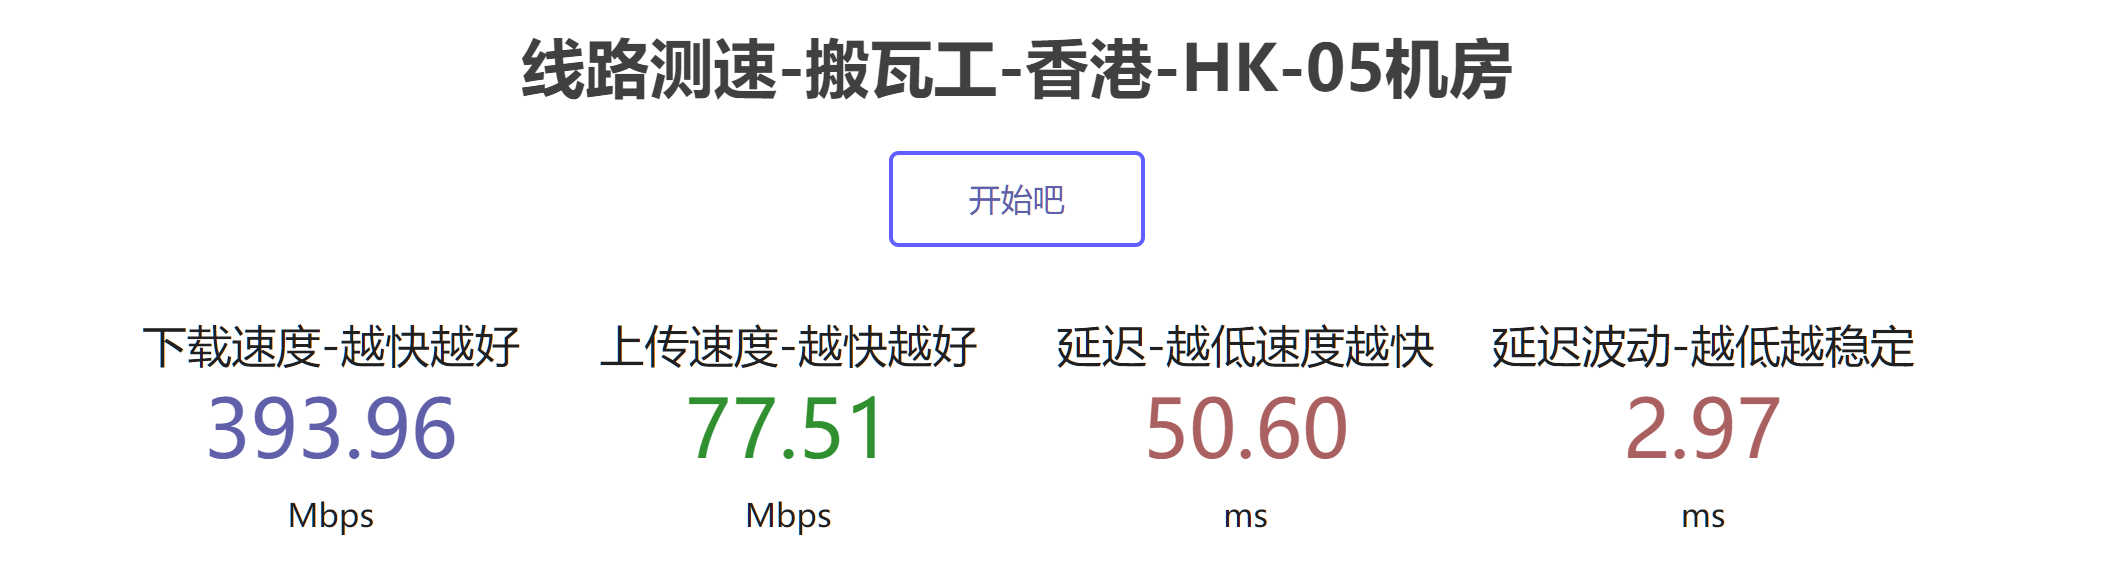 线路测速-搬瓦工-香港-HK-05机房
开始吧
下载速度-越快越好 上传速度-越快越好 延迟-越低速度越快 延迟波动-越低越稳定
393.96 77.51 50.60 2.97
Mbps Mbps ms ms